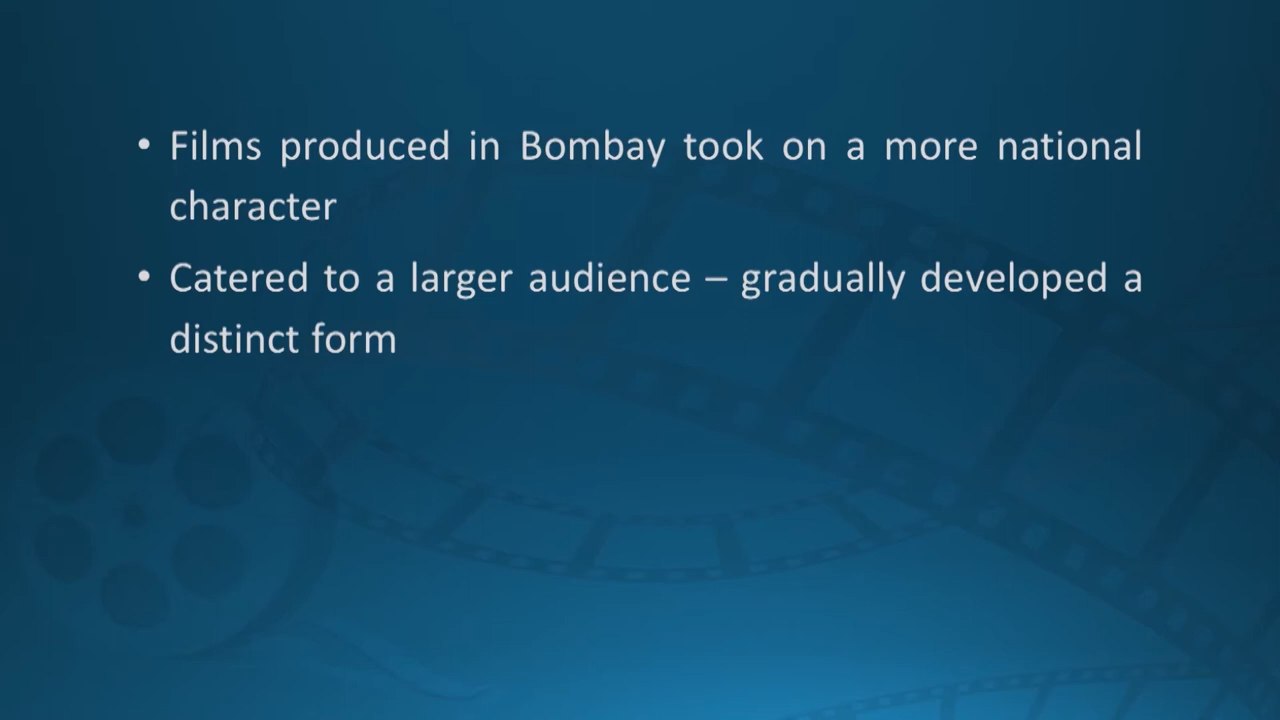 • Films produced in Bombay took on a more national
character
• Catered to a larger audience – gradually developed a
distinct form